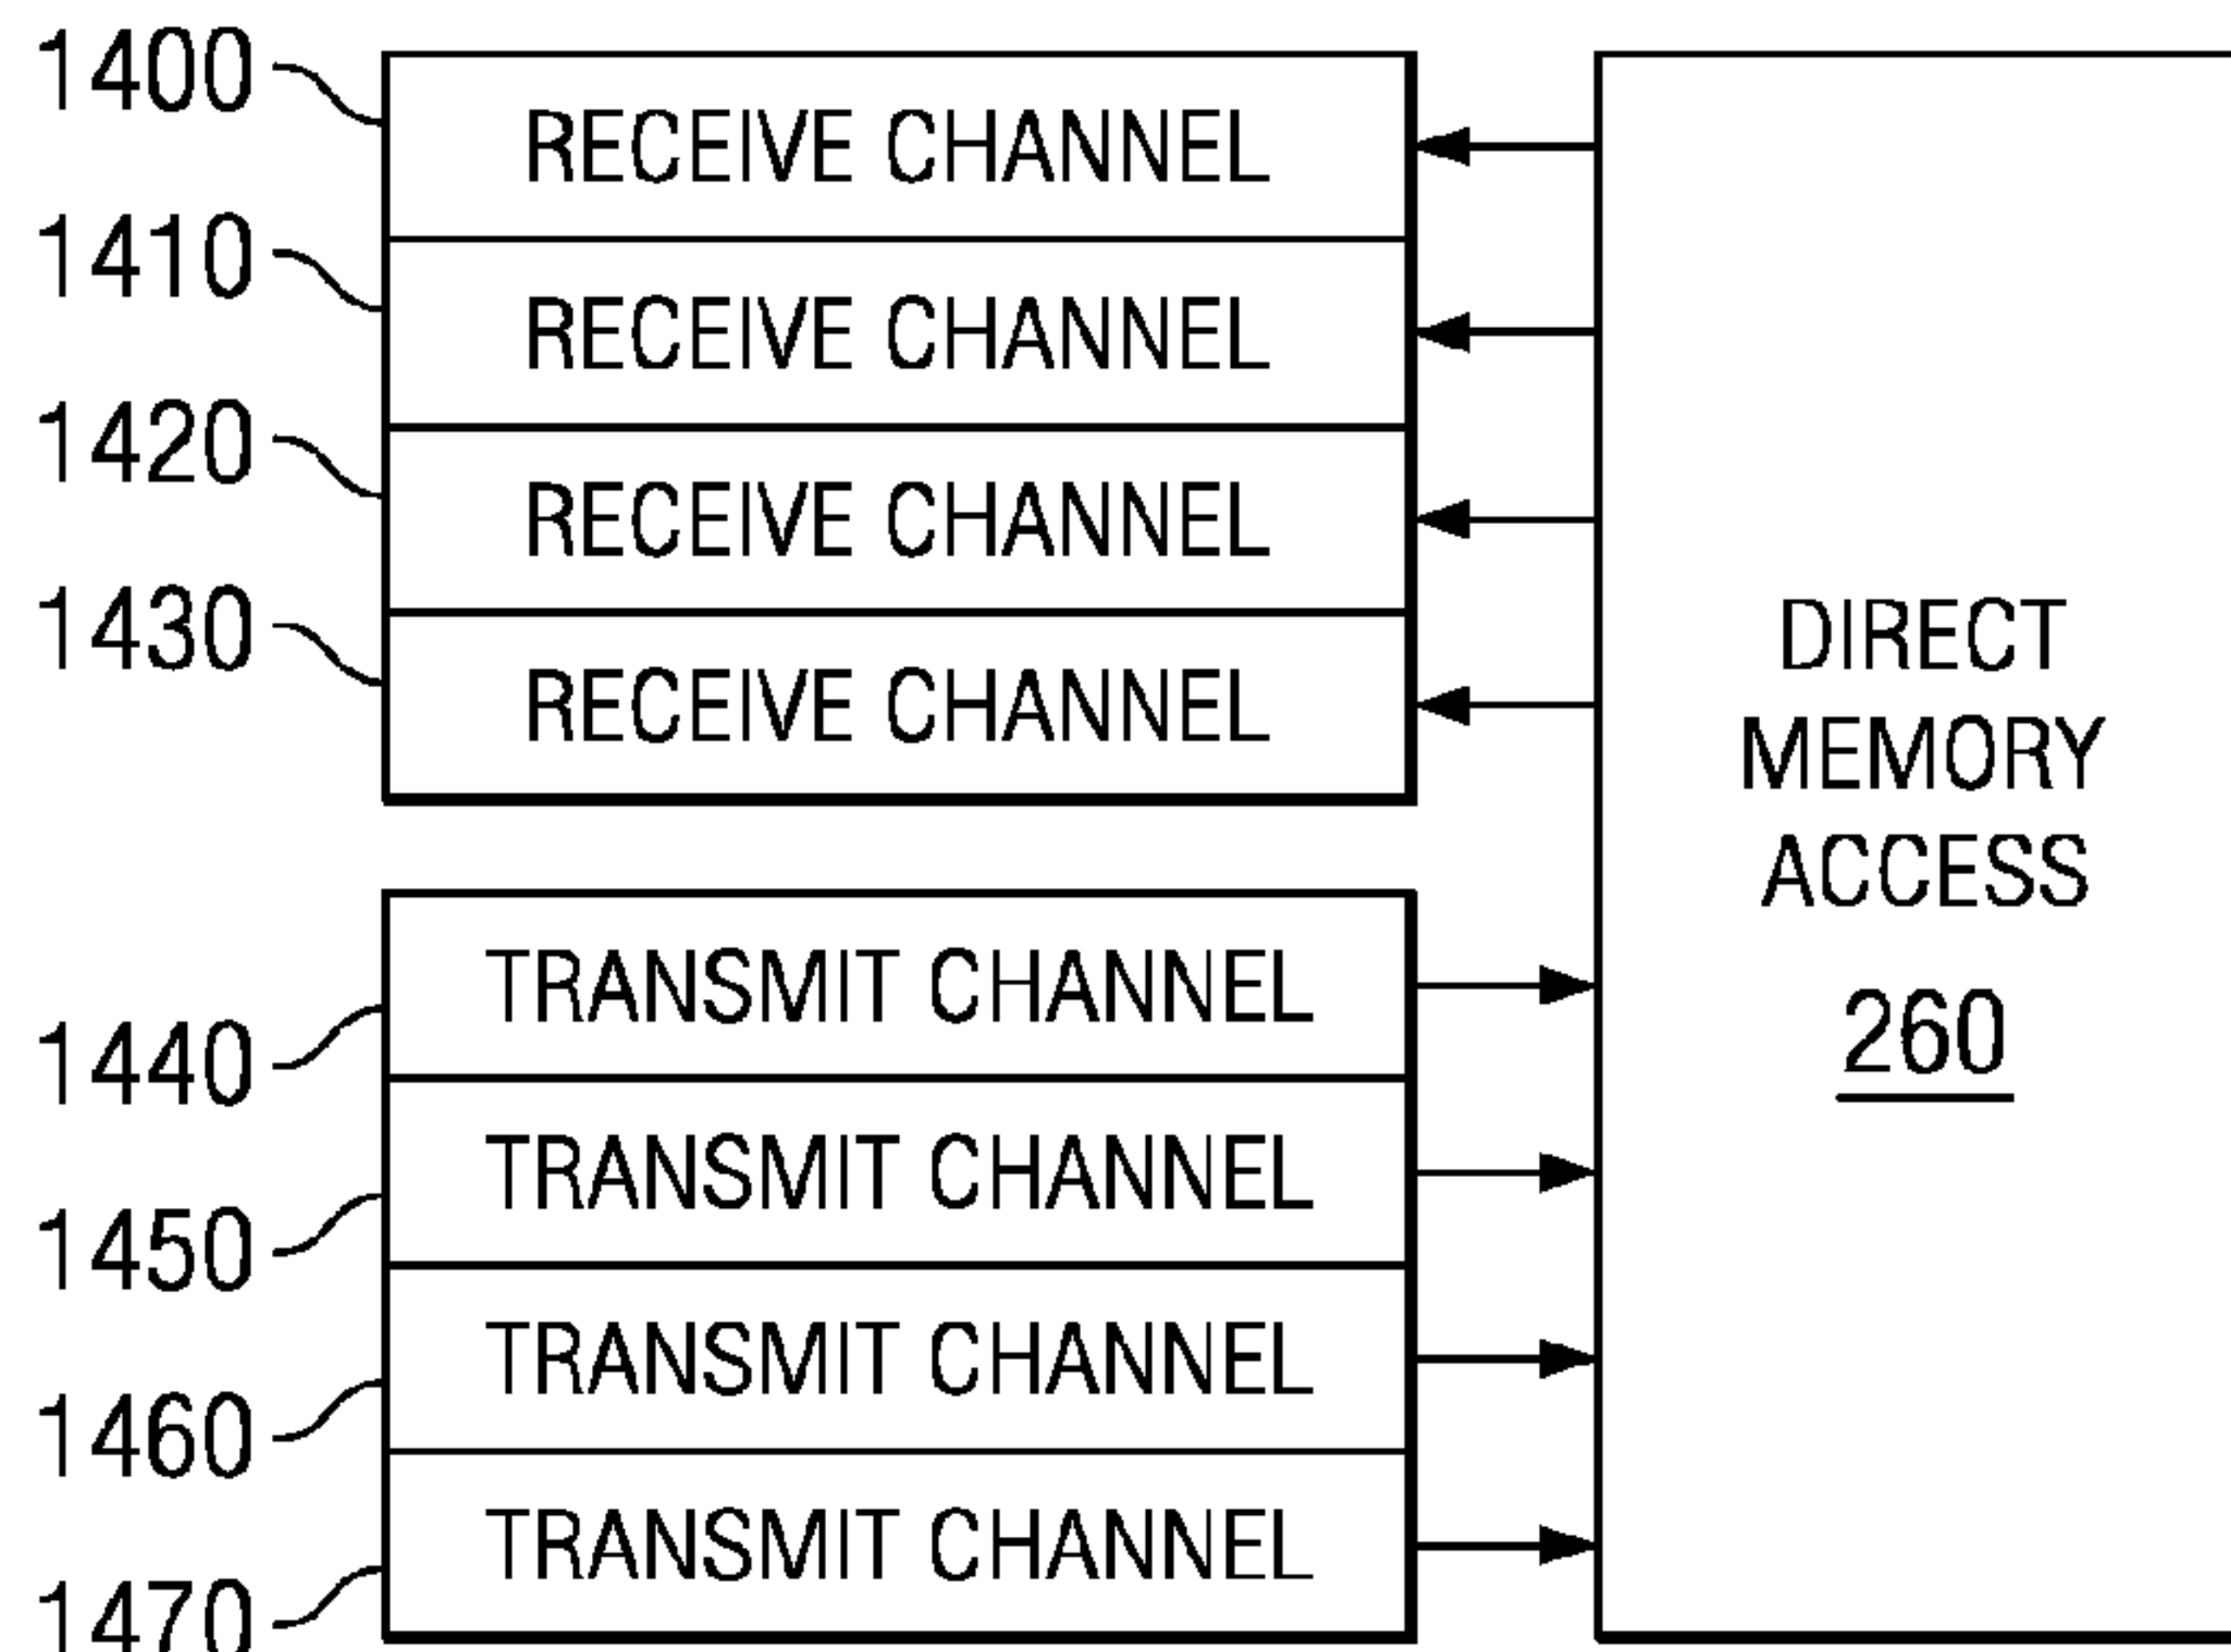 1400
RECEIVE CHANNEL
1410
RECEIVE CHANNEL
1420
RECEIVE CHANNEL
1430
RECEIVE CHANNEL
DIRECT
MEMORY
ACCESS
260
1440
TRANSMIT CHANNEL
1450
TRANSMIT CHANNEL
1460
TRANSMIT CHANNEL
1470
TRANSMIT CHANNEL